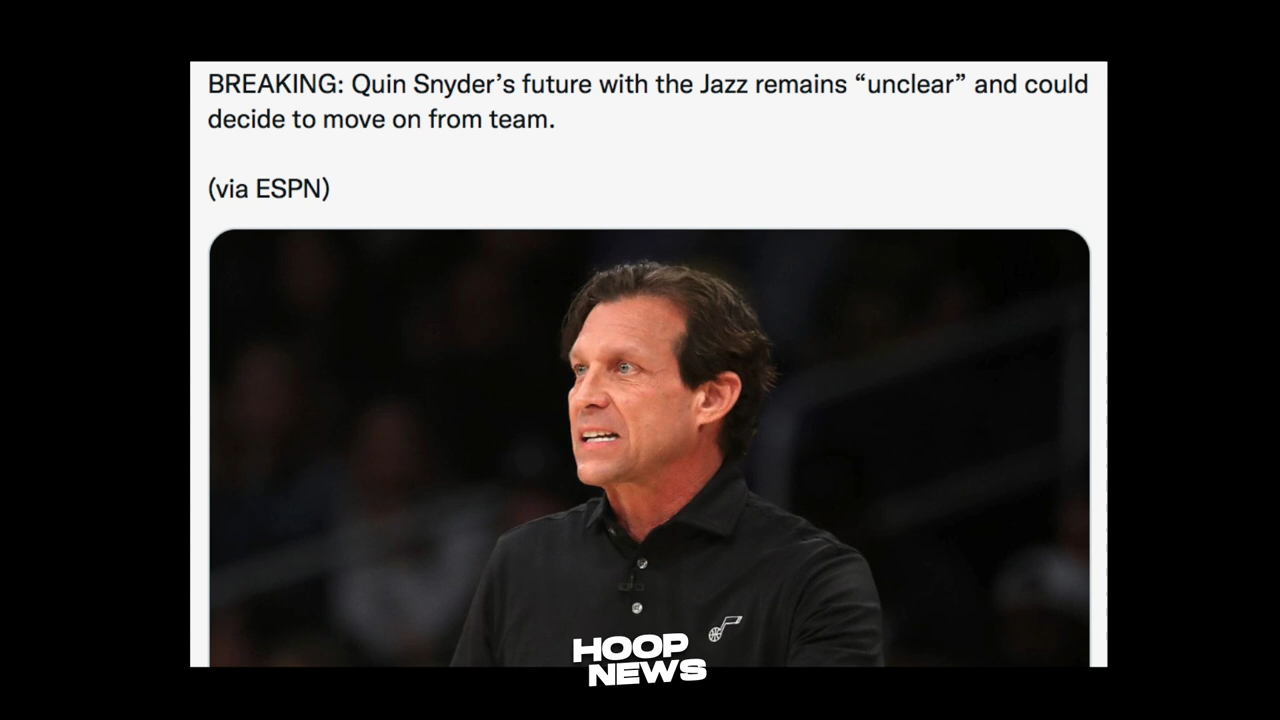 BREAKING: Quin Snyder’s future with the Jazz remains “unclear” and could
decide to move on from team.
(via ESPN)
HOOP
NEWS